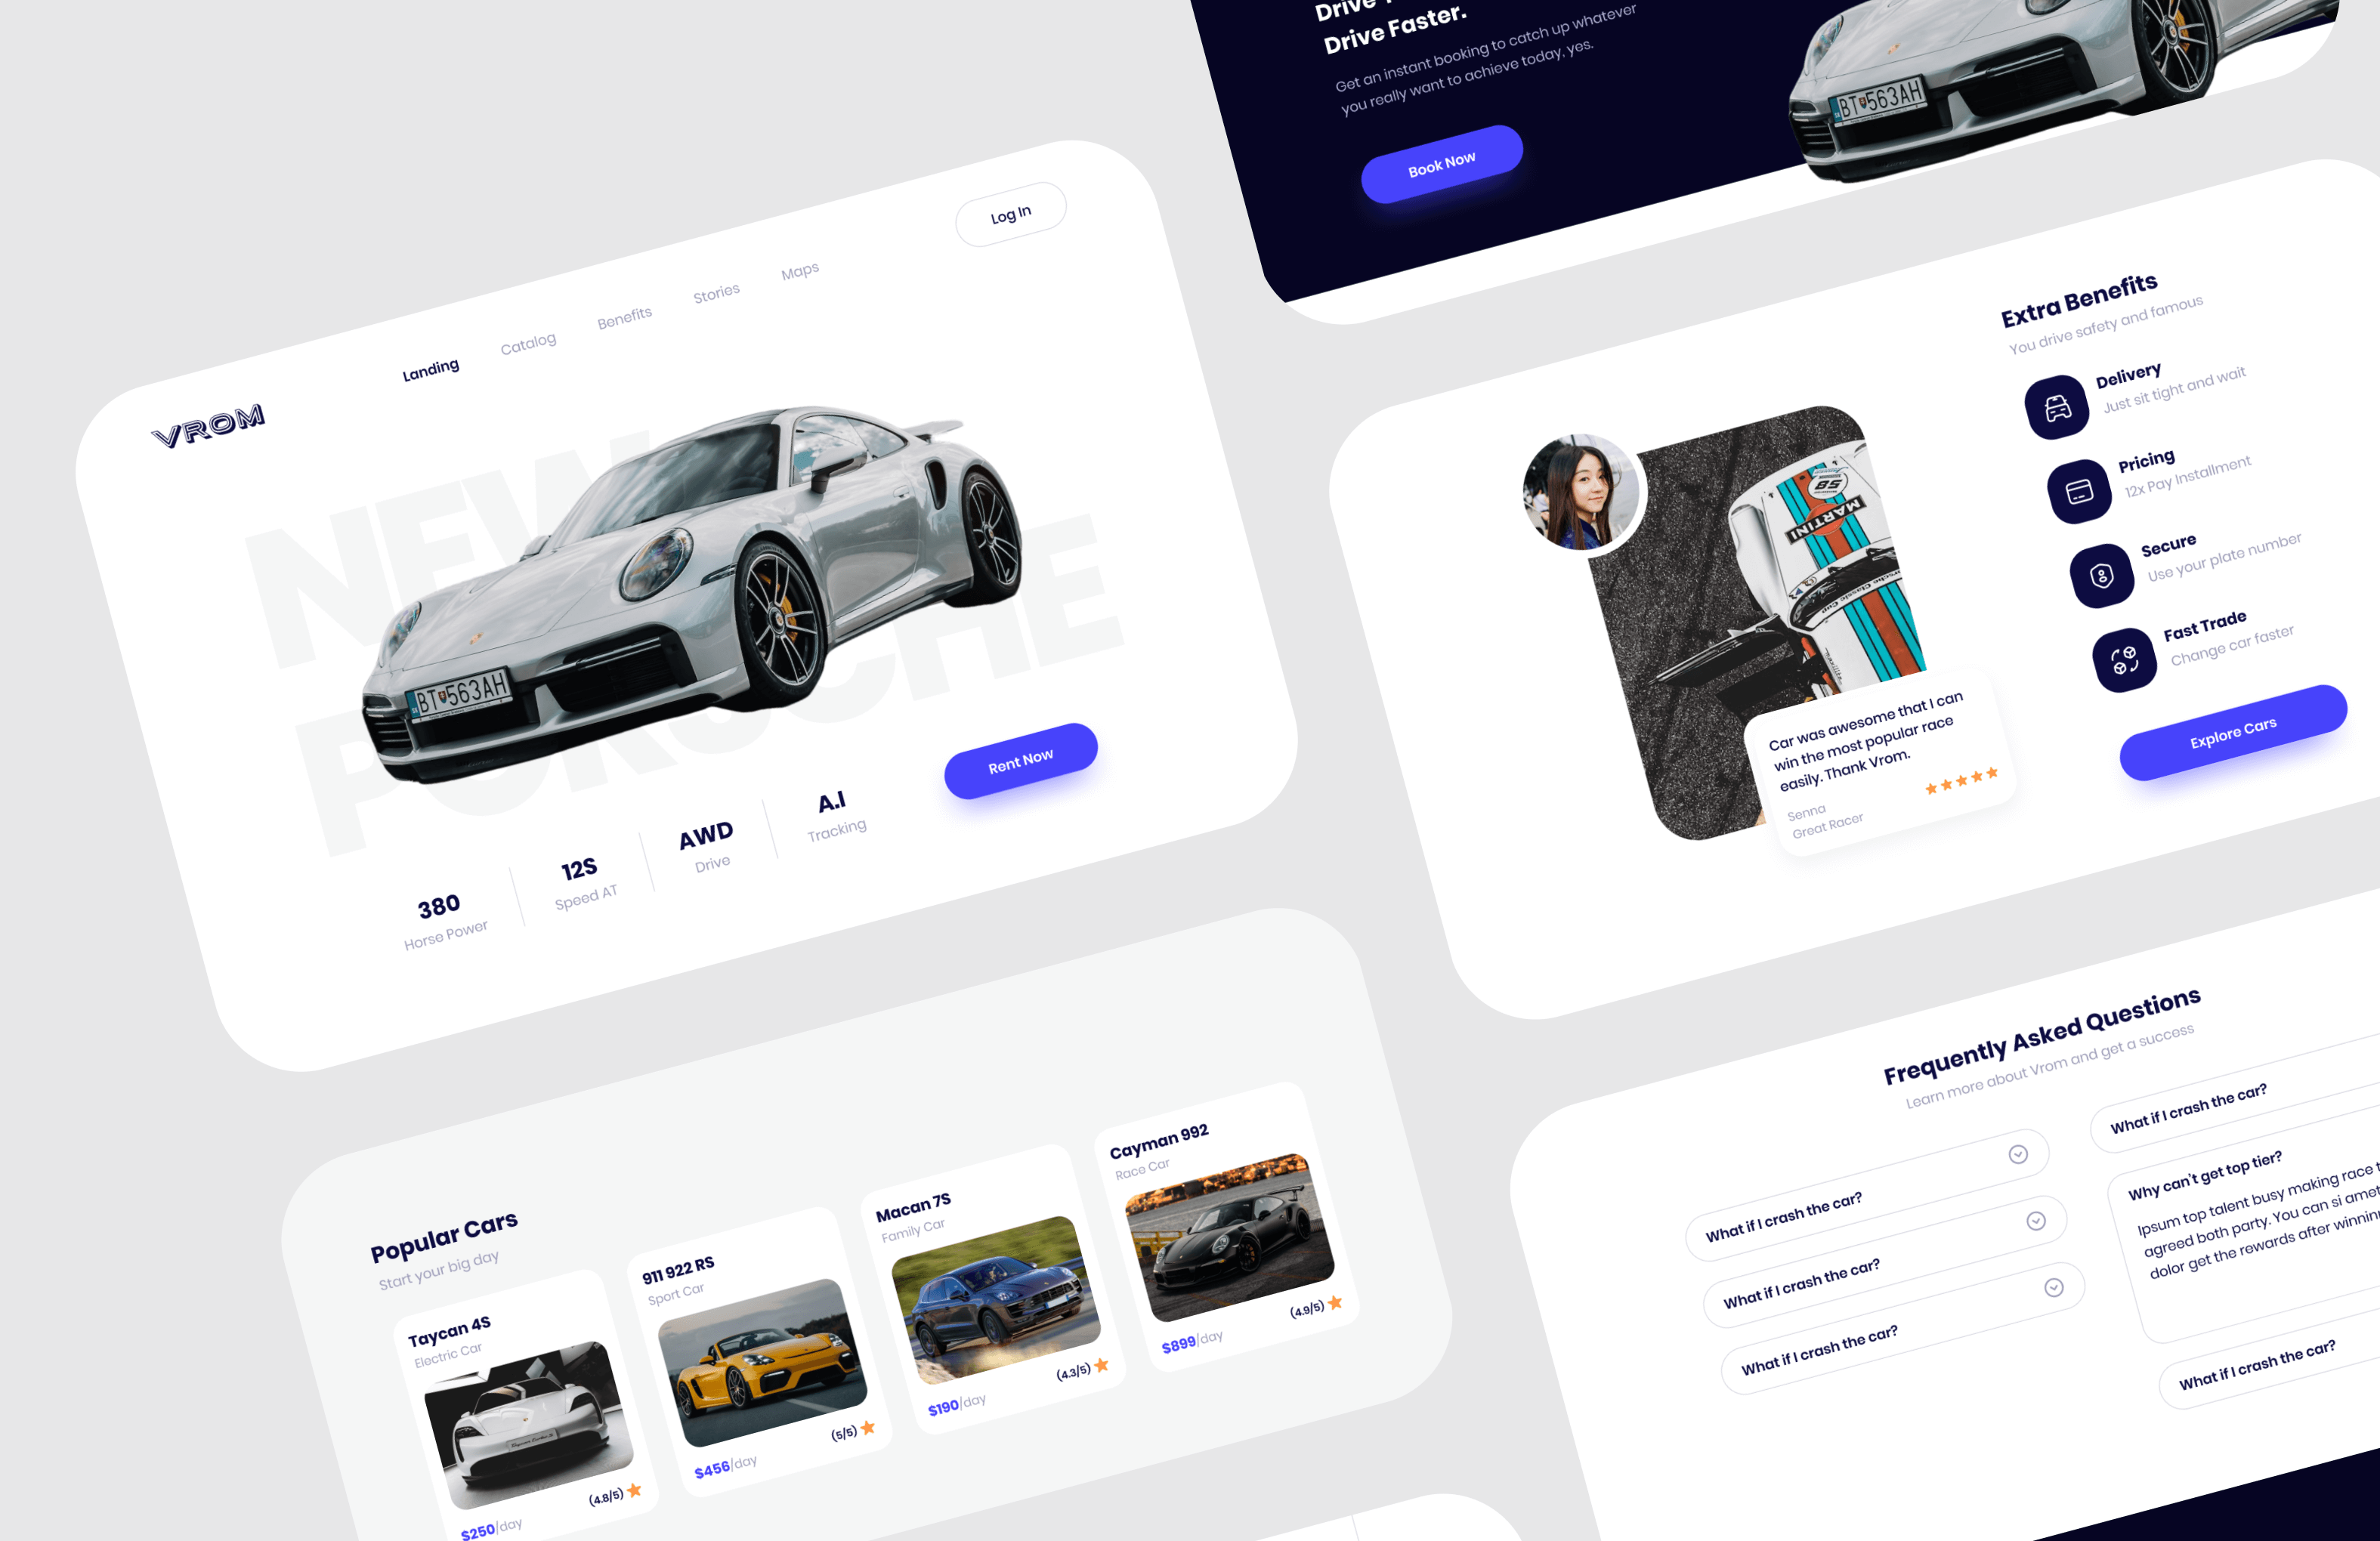 VROM
Landing
Catalog
Benefits
Stories
Maps
Log In
NEW
PORSCHE
BT 563AH
380
Horse Power
12S
Speed AT
AWD
Drive
A.I
Tracking
Rent Now
Popular Cars
Start your big day
Taycan 4S
Electric Car
$250/day
(4.8/5)
911 922 RS
Sport Car
$456/day
(5/5)
Macan 7S
Family Car
$190/day
(4.3/5)
Cayman 992
Race Car
$899/day
(4.9/5)
Drive
Drive Faster.
Get an instant booking to catch up whatever
you really want to achieve today, yes.
Book Now
BT 563AH
Extra Benefits
You drive safety and famous
Delivery
Just sit tight and wait
Pricing
12x Pay Installment
Secure
Use your plate number
Fast Trade
Change car faster
Explore Cars
85
MARTINI
Classic Cup
Car was awesome that I can
win the most popular race
easily. Thank Vrom.
Senna
Great Racer
Frequently Asked Questions
Learn more about Vrom and get a success
What if I crash the car?
What if I crash the car?
What if I crash the car?
What if I crash the car?
Why can't get top tier?
Ipsum top talent busy making race
agreed both party. You can si amet
dolor get the rewards after
What if I crash the car?